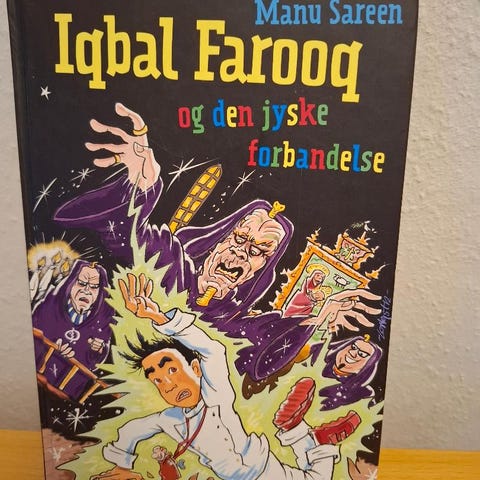 Manu Sareen
Iqbal Farooq
og den jyske
forbandelse